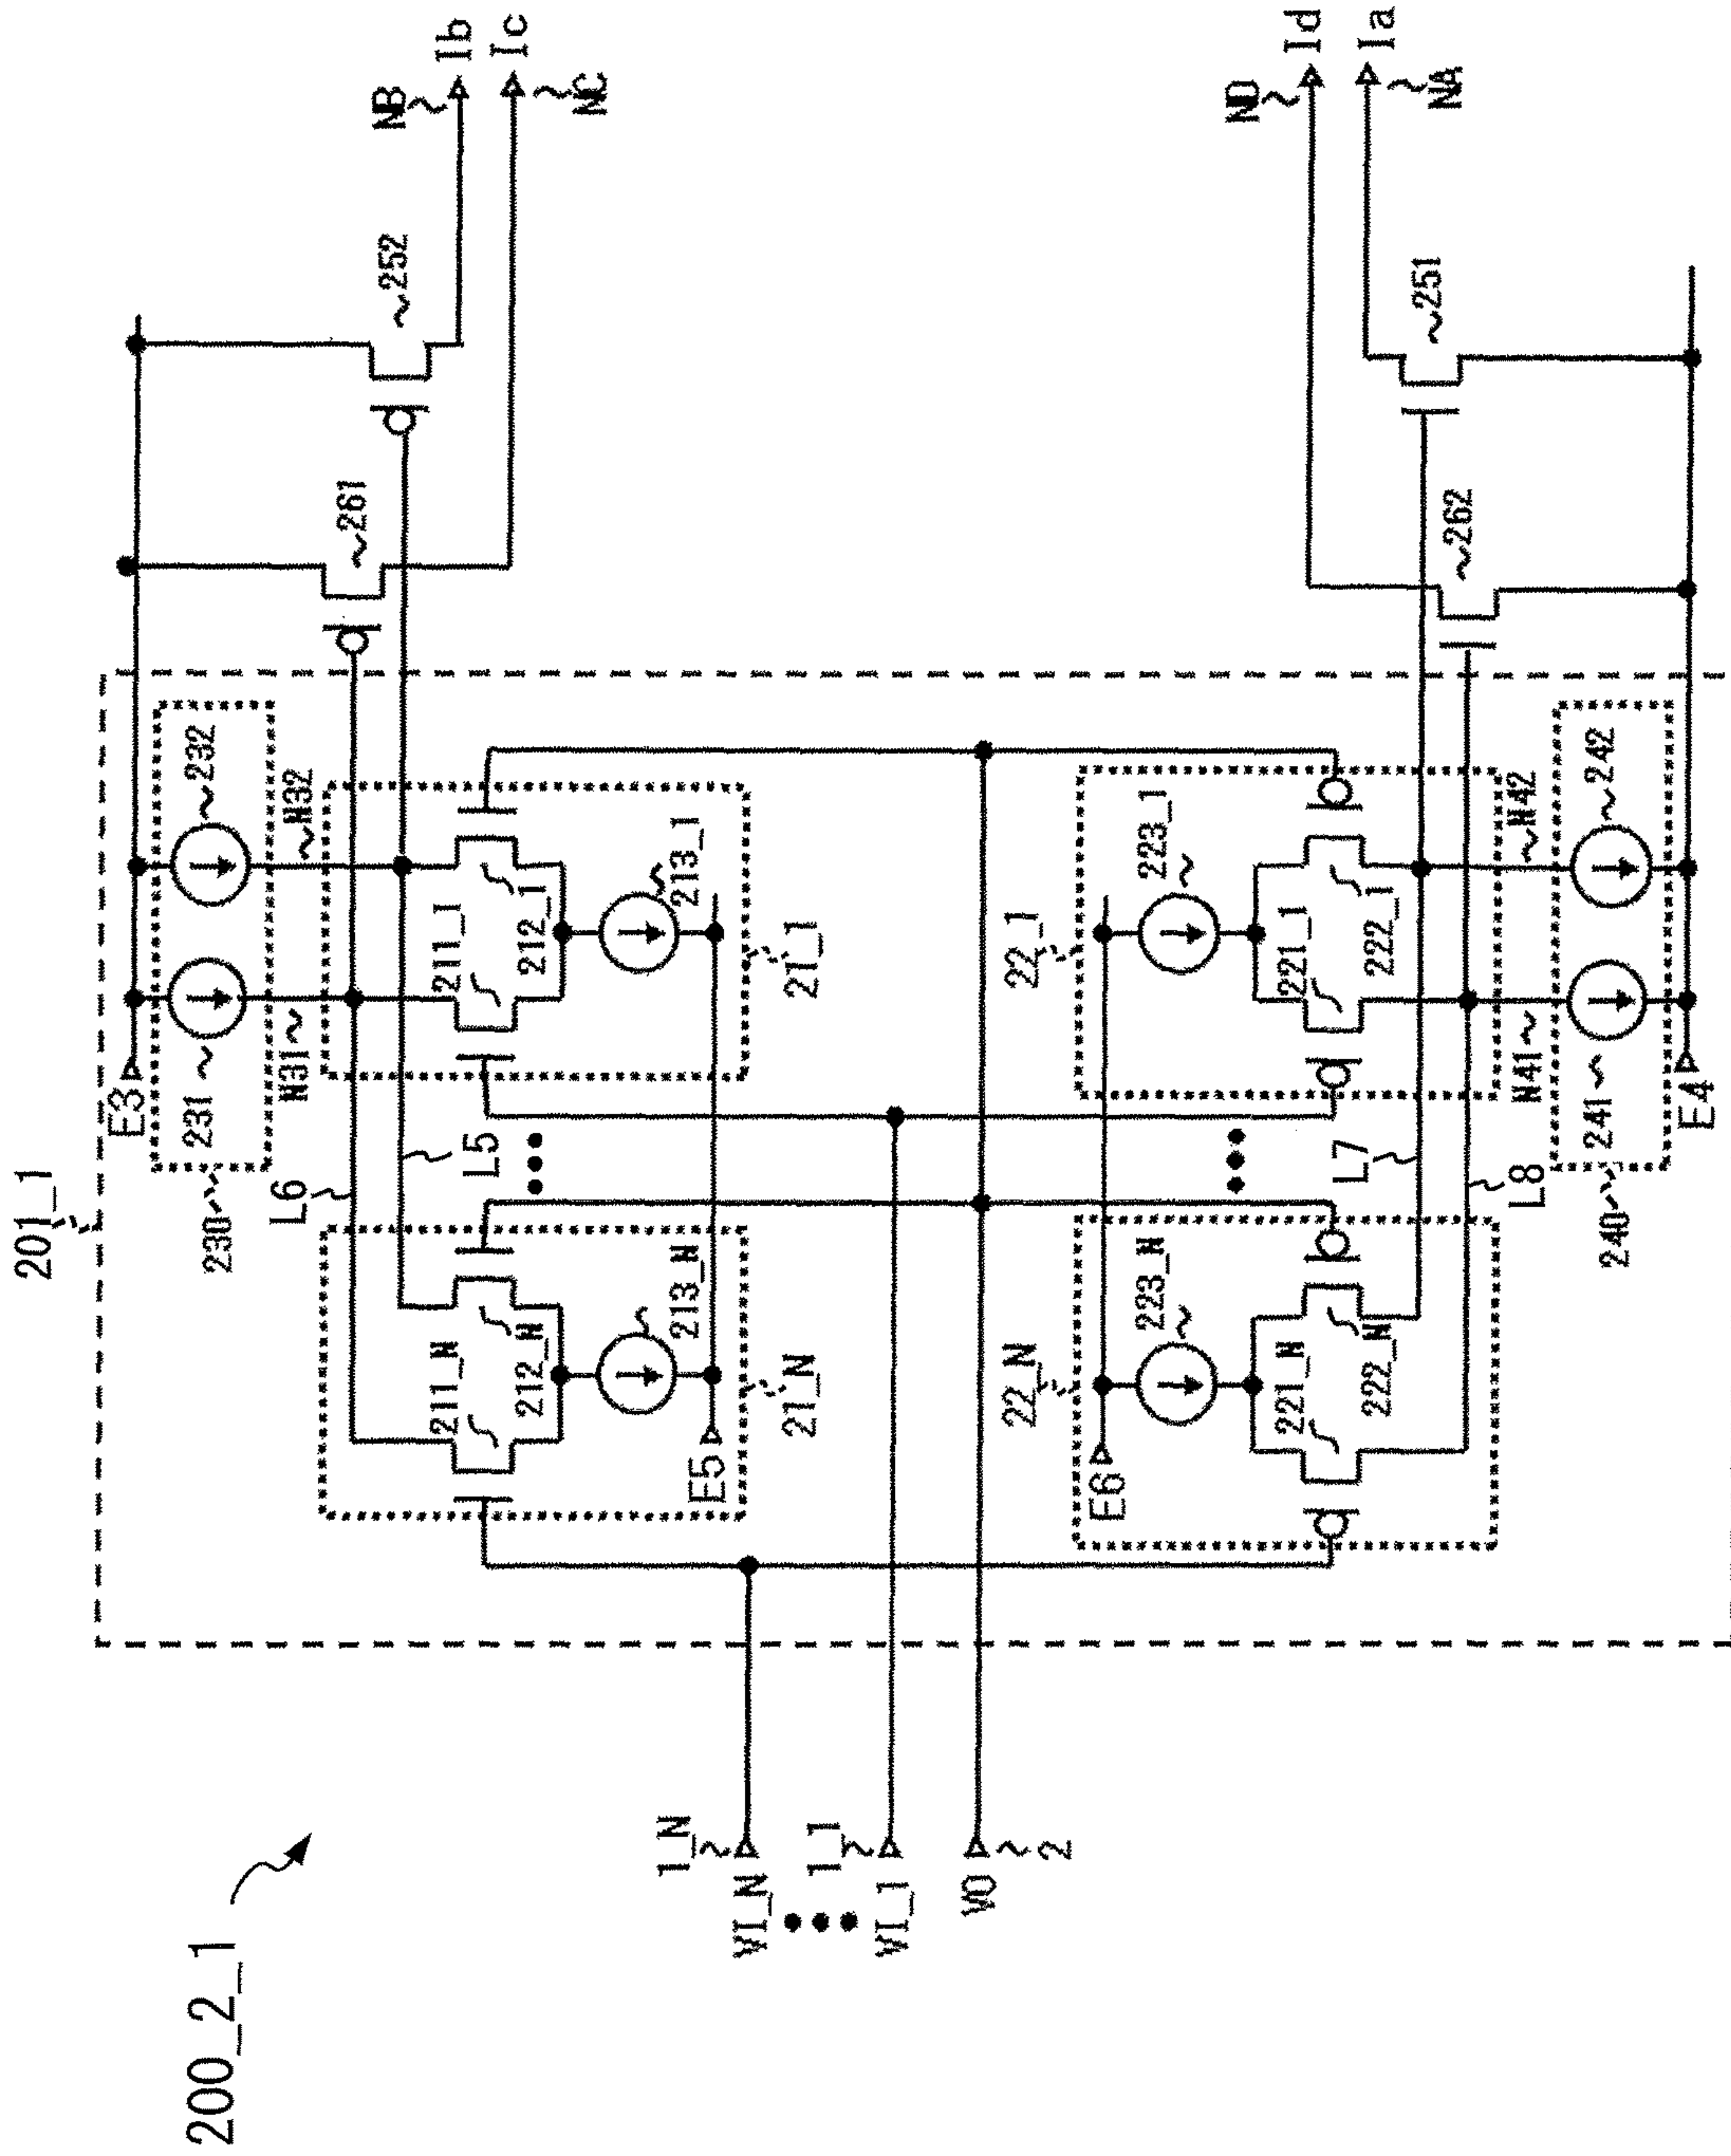 200_2_1
201_1
E3
231
232
230
N31
N32
L6
L5
211_1
212_1
213_1
21_1
211_N
212_N
213_N
21_N
E5
261
252
NB
Ib
Ic
NC
1_N
VI_N
1_1
VI_1
VO
2
22_1
223_1
221_1
222_1
22_N
223_N
221_N
222_N
E6
L7
L8
N41
N42
241
242
240
E4
262
251
ND
Id
Ia
NA